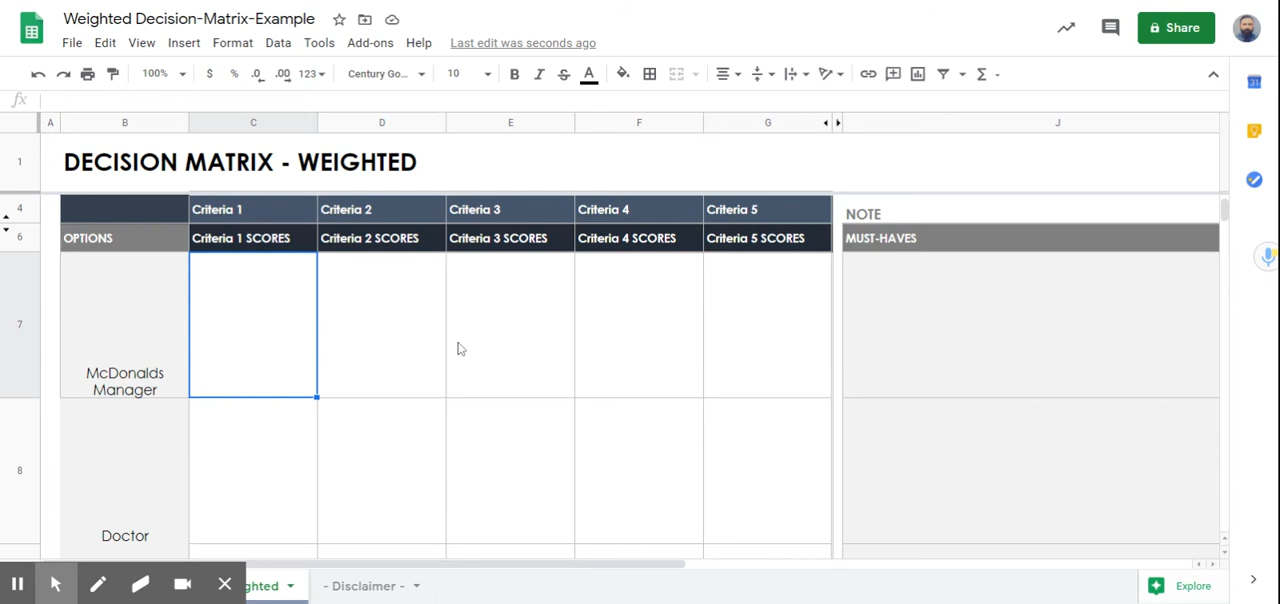 Weighted Decision-Matrix-Example
File Edit View Insert Format Data Tools Add-ons Help Last edit was seconds ago
Share
100% $ % .0 .00 123 Century Go... 10 B I S A
fx
A B C D E F G J
1 DECISION MATRIX - WEIGHTED
4 Criteria 1 Criteria 2 Criteria 3 Criteria 4 Criteria 5 NOTE
6 OPTIONS Criteria 1 SCORES Criteria 2 SCORES Criteria 3 SCORES Criteria 4 SCORES Criteria 5 SCORES MUST-HAVES
7 McDonalds
Manager
8 Doctor
ghted - Disclaimer - Explore
31